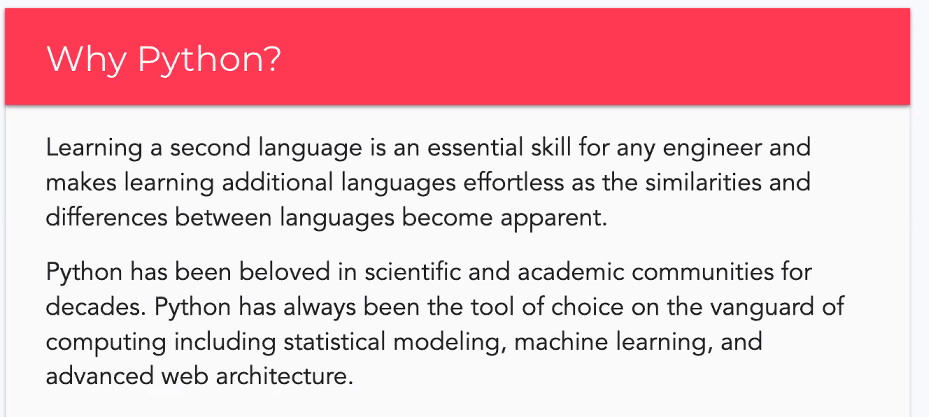 Why Python?
Learning a second language is an essential skill for any engineer and
makes learning additional languages effortless as the similarities and
differences between languages become apparent.
Python has been beloved in scientific and academic communities for
decades. Python has always been the tool of choice on the vanguard of
computing including statistical modeling, machine learning, and
advanced web architecture.